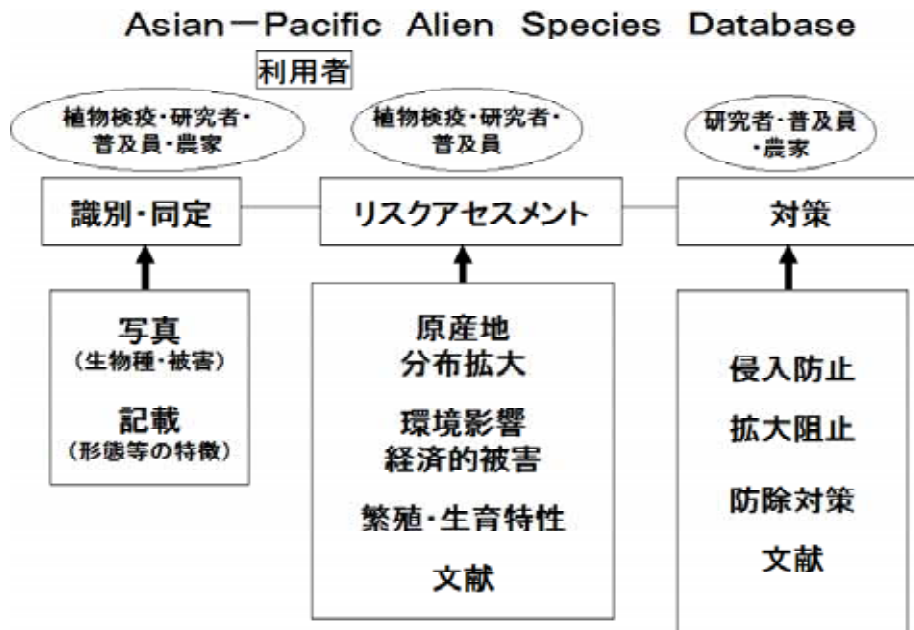 Asian－Pacific Alien Species Database
利用者
植物検疫・研究者・
普及員・農家
植物検疫・研究者・
普及員
研究者・普及員
・農家
識別・同定
リスクアセスメント
対策
写真
（生物種・被害）
記載
（形態等の特徴）
原産地
分布拡大
環境影響
経済的被害
繁殖・生育特性
文献
侵入防止
拡大阻止
防除対策
文献